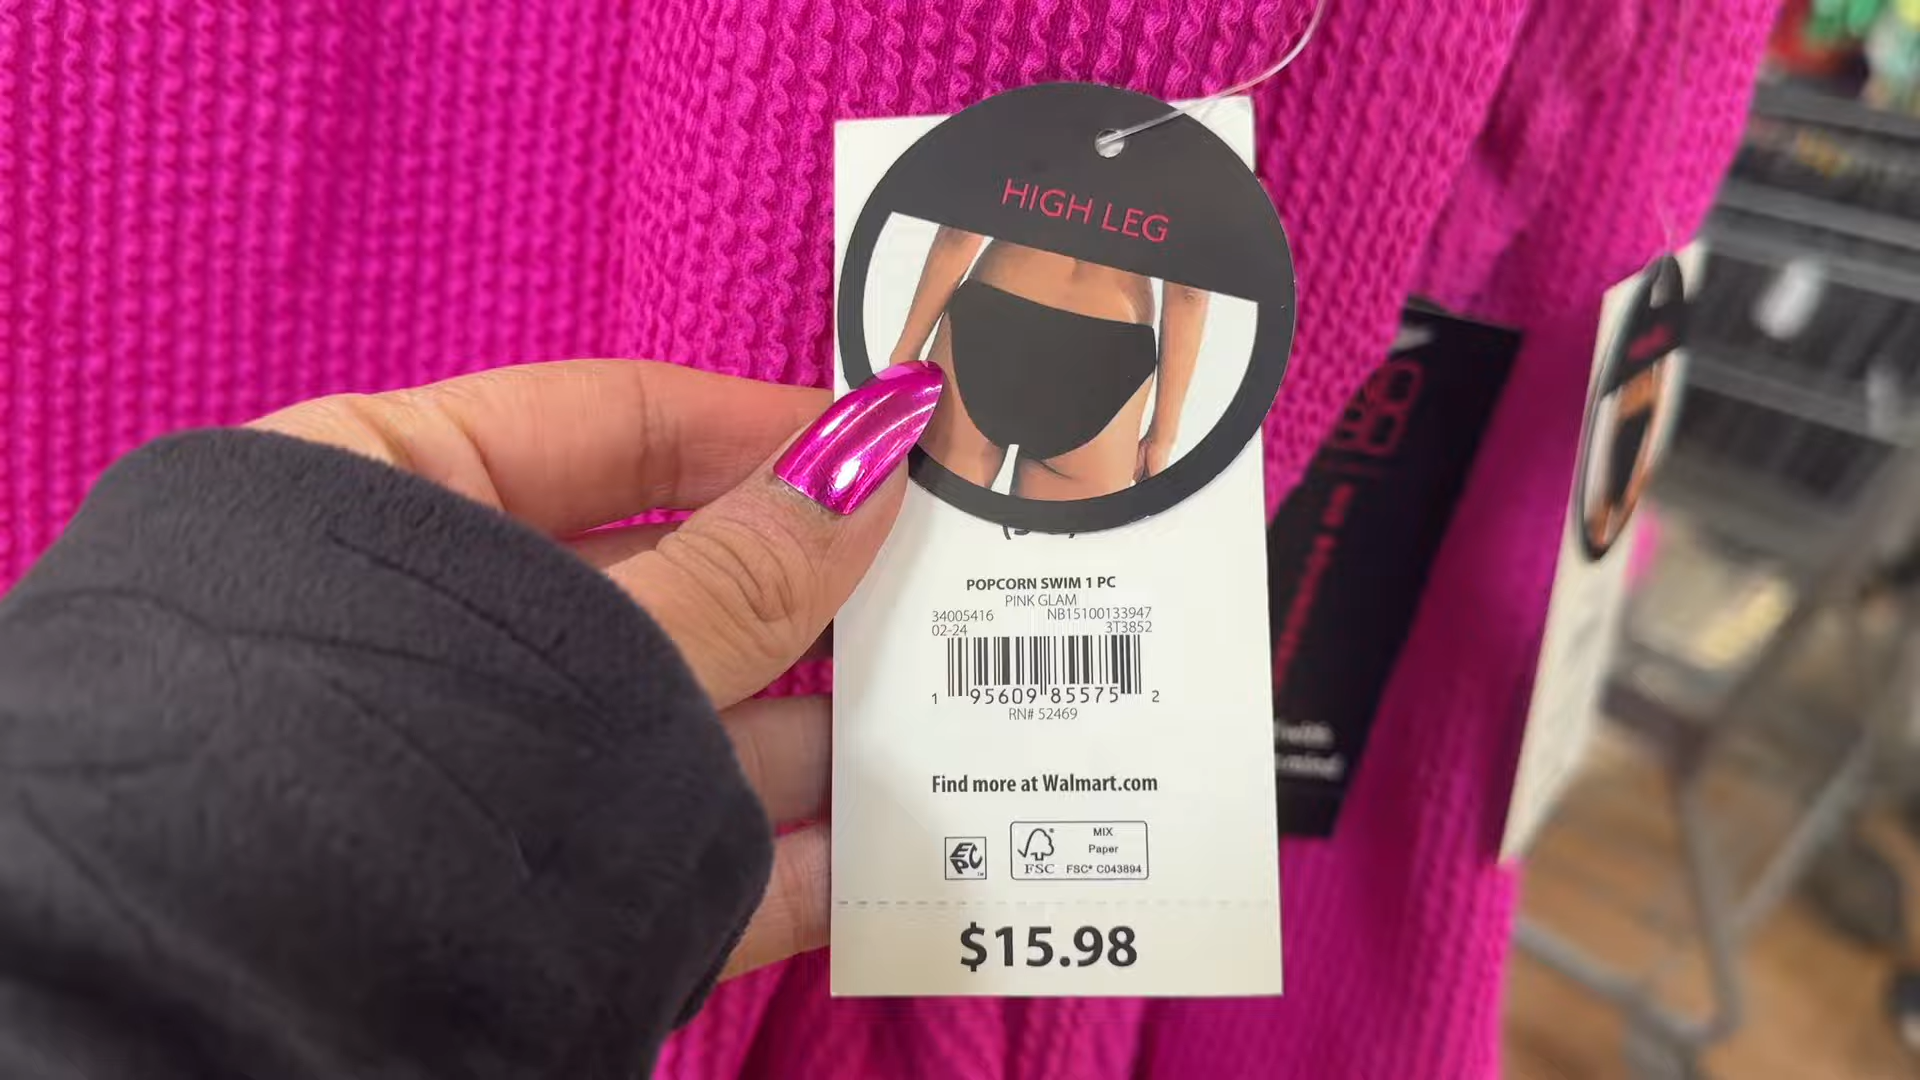 HIGH LEG
POPCORN SWIM 1 PC
PINK GLAM
34005416 NB15100133947
02-24 3T3852
1 95609 85575 2
RN# 52469
Find more at Walmart.com
EPC
FSC
MIX
Paper
FSC® C043894
$15.98